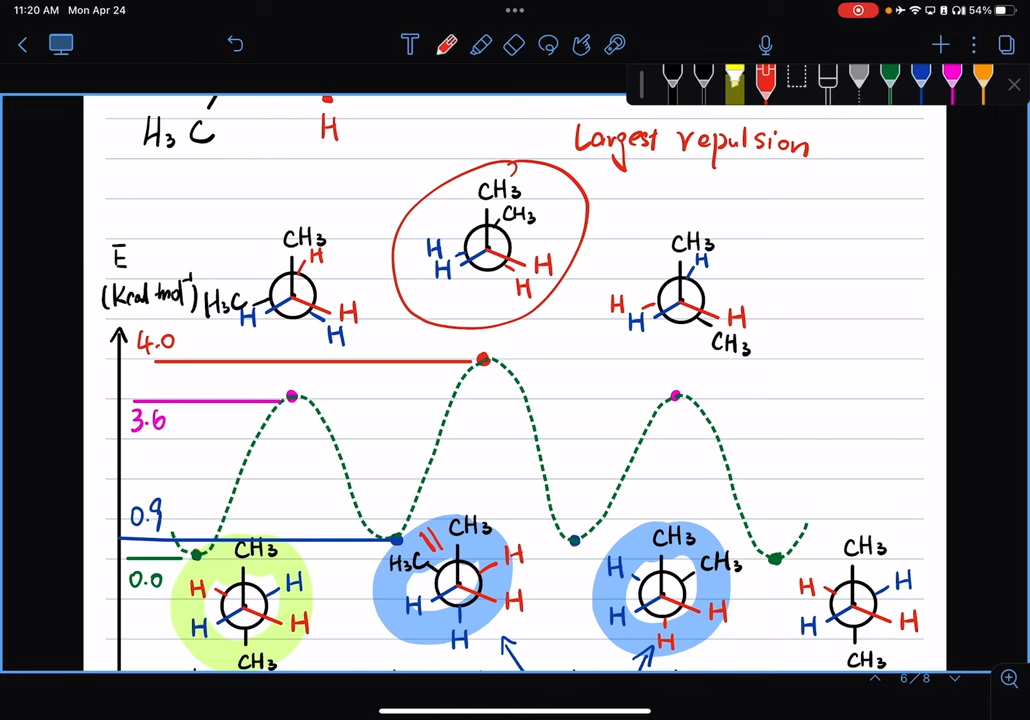 11:20 AM Mon Apr 24
54%
T
H₃C
H
Largest repulsion
CH₃
CH₃
H
H
H
H
CH₃
H
H₃C
H
H
H
CH₃
H
H
H
H
CH₃
E
(Kcal mol⁻¹)
4.0
3.6
0.9
0.0
CH₃
H
H
H
H
CH₃
CH₃
H₃C
H
H
H
H
CH₃
H
CH₃
H
H
H
CH₃
H
H
H
H
CH₃
6/8